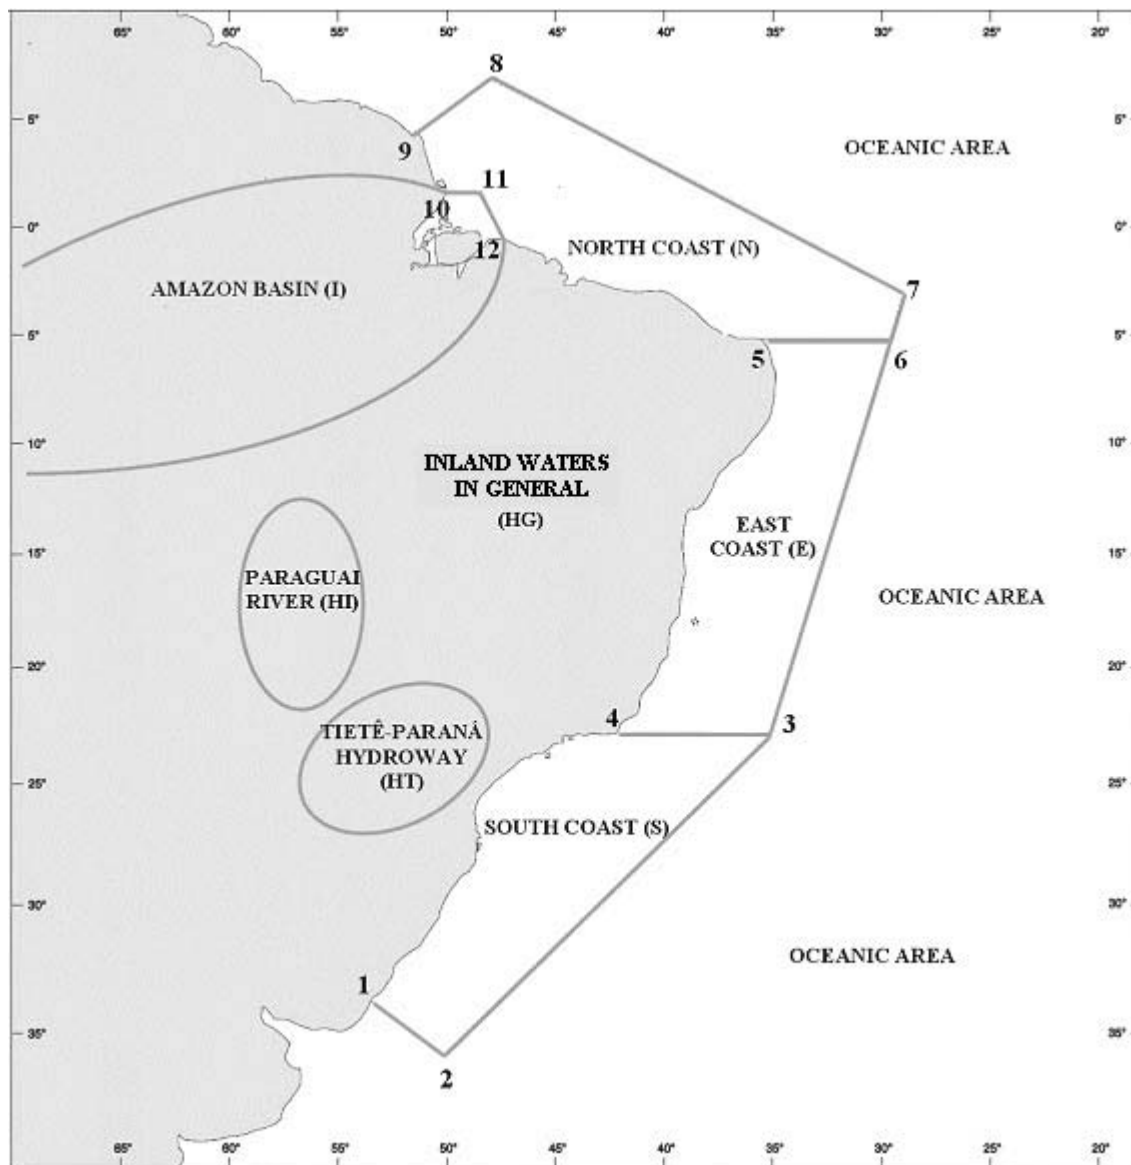 65° 60° 55° 50° 45° 40° 35° 30° 25° 20°
8
5° 5°
9
OCEANIC AREA
11
10
0° 0°
12
NORTH COAST (N)
AMAZON BASIN (I)
7
5° 5°
5
6
10° 10°
INLAND WATERS
IN GENERAL
(HG)
EAST
COAST (E)
15° 15°
PARAGUAI
RIVER (HI)
OCEANIC AREA
20° 20°
4
3
TIETÊ-PARANÁ
HYDROWAY
(HT)
25° 25°
SOUTH COAST (S)
30° 30°
OCEANIC AREA
1
35° 35°
2
65° 60° 55° 50° 45° 40° 35° 30° 25° 20°